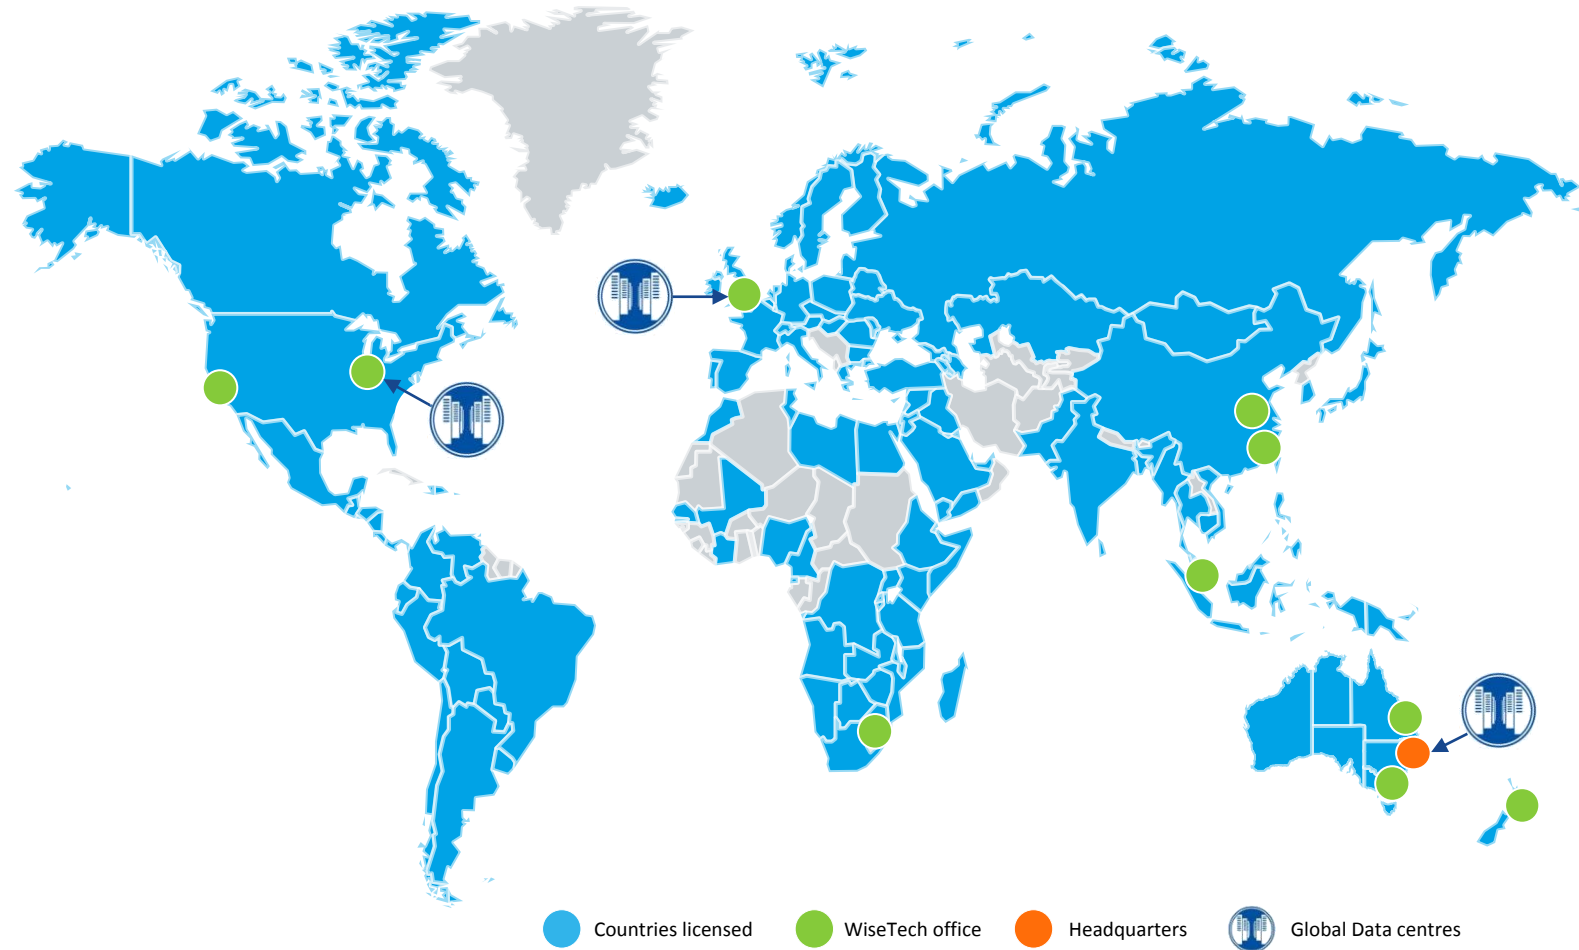 Countries licensed
WiseTech office
Headquarters
Global Data centres